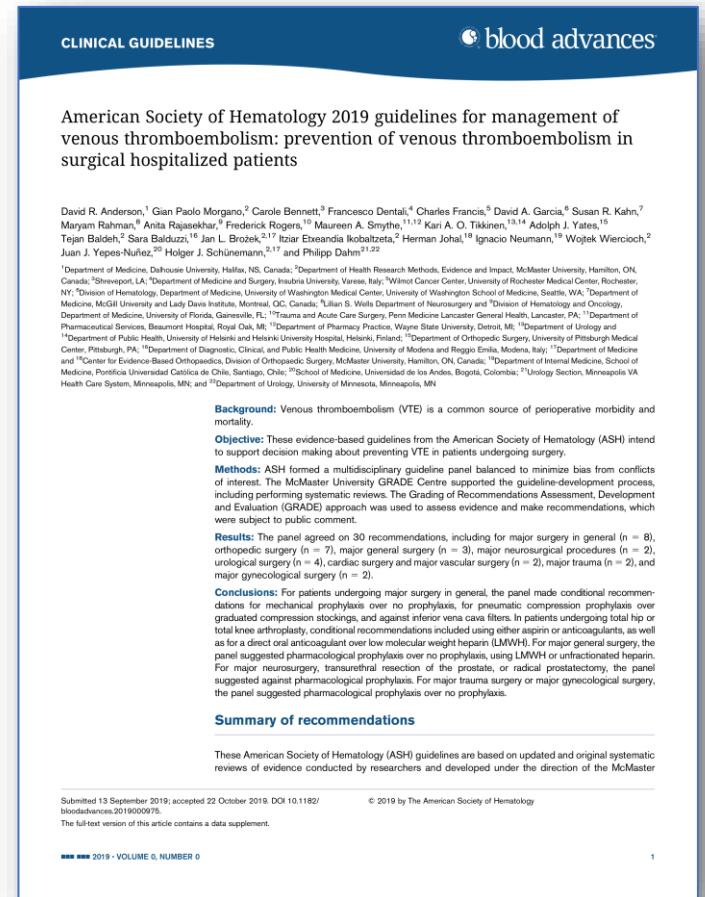 CLINICAL GUIDELINES
blood advances
American Society of Hematology 2019 guidelines for management of
venous thromboembolism: prevention of venous thromboembolism in
surgical hospitalized patients
David R. Anderson,1 Gian Paolo Morgano,2 Carole Bennett,3 Francesco Dentali,4 Charles Francis,5 David A. Garcia,6 Susan R. Kahn,7
Maryam Rahman,8 Anita Rajasekhar,9 Frederick Rogers,10 Maureen A. Smythe,11,12 Kari A. O. Tikkinen,13,14 Adolph J. Yates,15
Tejan Baldeh,2 Sara Balduzzi,16 Jan L. Brożek,2,17 Itziar Etxeandia Ikobaltzeta,2 Herman Johal,18 Ignacio Neumann,19 Wojtek Wiercioch,2
Juan J. Yepes-Nuñez,20 Holger J. Schünemann,2,17 and Philipp Dahm21,22
1Department of Medicine, Dalhousie University, Halifax, NS, Canada; 2Department of Health Research Methods, Evidence and Impact, McMaster University, Hamilton, ON,
Canada; 3Shreveport, LA; 4Department of Medicine and Surgery, Insubria University, Varese, Italy; 5Wilmot Cancer Center, University of Rochester Medical Center, Rochester,
NY; 6Division of Hematology, Department of Medicine, University of Washington Medical Center, University of Washington School of Medicine, Seattle, WA; 7Department of
Medicine, McGill University and Lady Davis Institute, Montreal, QC, Canada; 8Lillian S. Wells Department of Neurosurgery and 9Division of Hematology and Oncology,
Department of Medicine, University of Florida, Gainesville, FL; 10Trauma and Acute Care Surgery, Penn Medicine Lancaster General Health, Lancaster, PA; 11Department of
Pharmaceutical Services, Beaumont Hospital, Royal Oak, MI; 12Department of Pharmacy Practice, Wayne State University, Detroit, MI; 13Department of Urology and
14Department of Public Health, University of Helsinki and Helsinki University Hospital, Helsinki, Finland; 15Department of Orthopedic Surgery, University of Pittsburgh Medical
Center, Pittsburgh, PA; 16Department of Diagnostic, Clinical, and Public Health Medicine, University of Modena and Reggio Emilia, Modena, Italy; 17Department of Medicine
and 18Center for Evidence-Based Orthopaedics, Division of Orthopaedic Surgery, McMaster University, Hamilton, ON, Canada; 19Department of Internal Medicine, School of
Medicine, Pontificia Universidad Católica de Chile, Santiago, Chile; 20School of Medicine, Universidad de los Andes, Bogotá, Colombia; 21Urology Section, Minneapolis VA
Health Care System, Minneapolis, MN; and 22Department of Urology, University of Minnesota, Minneapolis, MN
Background: Venous thromboembolism (VTE) is a common source of perioperative morbidity and
mortality.
Objective: These evidence-based guidelines from the American Society of Hematology (ASH) intend
to support decision making about preventing VTE in patients undergoing surgery.
Methods: ASH formed a multidisciplinary guideline panel balanced to minimize bias from conflicts
of interest. The McMaster University GRADE Centre supported the guideline-development process,
including performing systematic reviews. The Grading of Recommendations Assessment, Development
and Evaluation (GRADE) approach was used to assess evidence and make recommendations, which
were subject to public comment.
Results: The panel agreed on 30 recommendations, including for major surgery in general (n = 8),
orthopedic surgery (n = 7), major general surgery (n = 3), major neurosurgical procedures (n = 2),
urological surgery (n = 4), cardiac surgery and major vascular surgery (n = 2), major trauma (n = 2), and
major gynecological surgery (n = 2).
Conclusions: For patients undergoing major surgery in general, the panel made conditional recommen-
dations for mechanical prophylaxis over no prophylaxis, for pneumatic compression prophylaxis over
graduated compression stockings, and against inferior vena cava filters. In patients undergoing total hip or
total knee arthroplasty, conditional recommendations included using either aspirin or anticoagulants, as well
as for a direct oral anticoagulant over low molecular weight heparin (LMWH). For major general surgery, the
panel suggested pharmacological prophylaxis over no prophylaxis, using LMWH or unfractionated heparin.
For major neurosurgery, transurethral resection of the prostate, or radical prostatectomy, the panel
suggested against pharmacological prophylaxis. For major trauma surgery or major gynecological surgery,
the panel suggested pharmacological prophylaxis over no prophylaxis.
Summary of recommendations
These American Society of Hematology (ASH) guidelines are based on updated and original systematic
reviews of evidence conducted by researchers and developed under the direction of the McMaster
Submitted 13 September 2019; accepted 22 October 2019. DOI 10.1182/
bloodadvances.2019000975.
The full-text version of this article contains a data supplement.
© 2019 by The American Society of Hematology
■■■ ■■■ 2019 • VOLUME 0, NUMBER 0
1